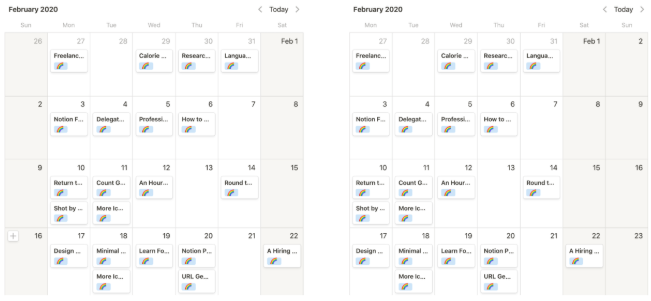 February 2020
Today
Sun Mon Tue Wed Thu Fri Sat
26 27 28 29 30 31 Feb 1
Freelanc... Calorie ... Researc... Langua...
2 3 4 5 6 7 8
Notion F... Delegat... Professi... How to ...
9 10 11 12 13 14 15
Return t... Count G... An Hour... Round t...
Shot by ... More Ic...
16 17 18 19 20 21 22
Design ... Minimal ... Learn Fo... Notion P... A Hiring ...
More Ic... URL Ge...
February 2020
Today
Mon Tue Wed Thu Fri Sat Sun
27 28 29 30 31 Feb 1 2
Freelanc... Calorie ... Researc... Langua...
3 4 5 6 7 8 9
Notion F... Delegat... Professi... How to ...
10 11 12 13 14 15 16
Return t... Count G... An Hour... Round t...
Shot by ... More Ic...
17 18 19 20 21 22 23
Design ... Minimal ... Learn Fo... Notion P... A Hiring ...
More Ic... URL Ge...